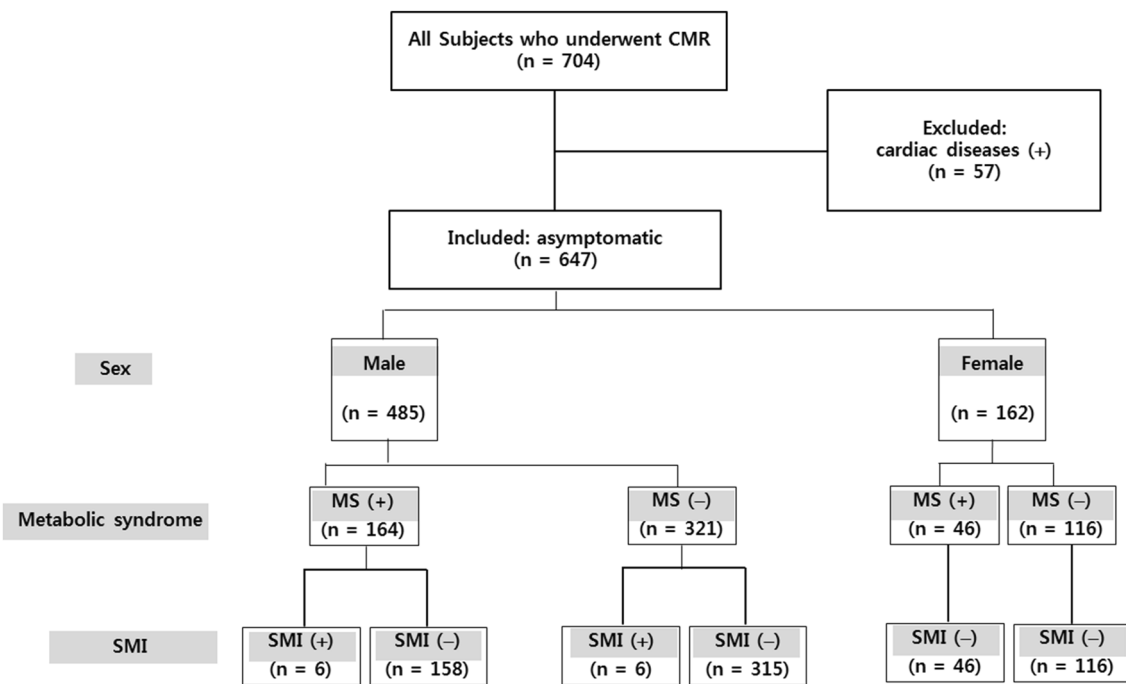 All Subjects who underwent CMR
(n = 704)
Excluded:
cardiac diseases (+)
(n = 57)
Included: asymptomatic
(n = 647)
Sex
Male
(n = 485)
Female
(n = 162)
Metabolic syndrome
MS (+)
(n = 164)
MS (−)
(n = 321)
MS (+)
(n = 46)
MS (−)
(n = 116)
SMI
SMI (+)
(n = 6)
SMI (−)
(n = 158)
SMI (+)
(n = 6)
SMI (−)
(n = 315)
SMI (−)
(n = 46)
SMI (−)
(n = 116)